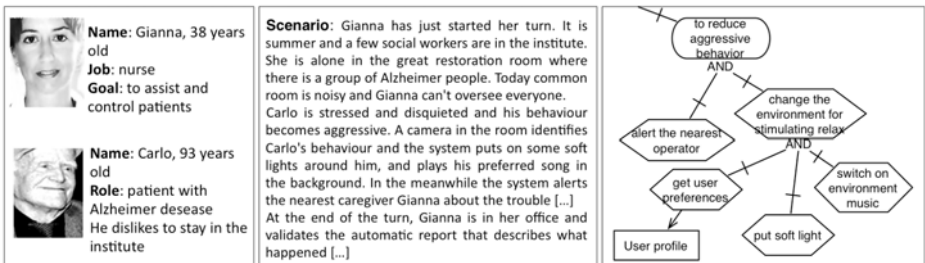 Name: Gianna, 38 years
old
Job: nurse
Goal: to assist and
control patients
Name: Carlo, 93 years
old
Role: patient with
Alzheimer desease
He dislikes to stay in the
institute
Scenario: Gianna has just started her turn. It is
summer and a few social workers are in the institute.
She is alone in the great restoration room where
there is a group of Alzheimer people. Today common
room is noisy and Gianna can't oversee everyone.
Carlo is stressed and disquieted and his behaviour
becomes aggressive. A camera in the room identifies
Carlo's behaviour and the system puts on some soft
lights around him, and plays his preferred song in
the background. In the meanwhile the system alerts
the nearest caregiver Gianna about the trouble [...]
At the end of the turn, Gianna is in her office and
validates the automatic report that describes what
happened [...]
to reduce
aggressive
behavior
AND
change the
environment for
stimulating relax
alert the nearest
operator
AND
get user
preferences
switch on
environment
music
User profile
put soft light